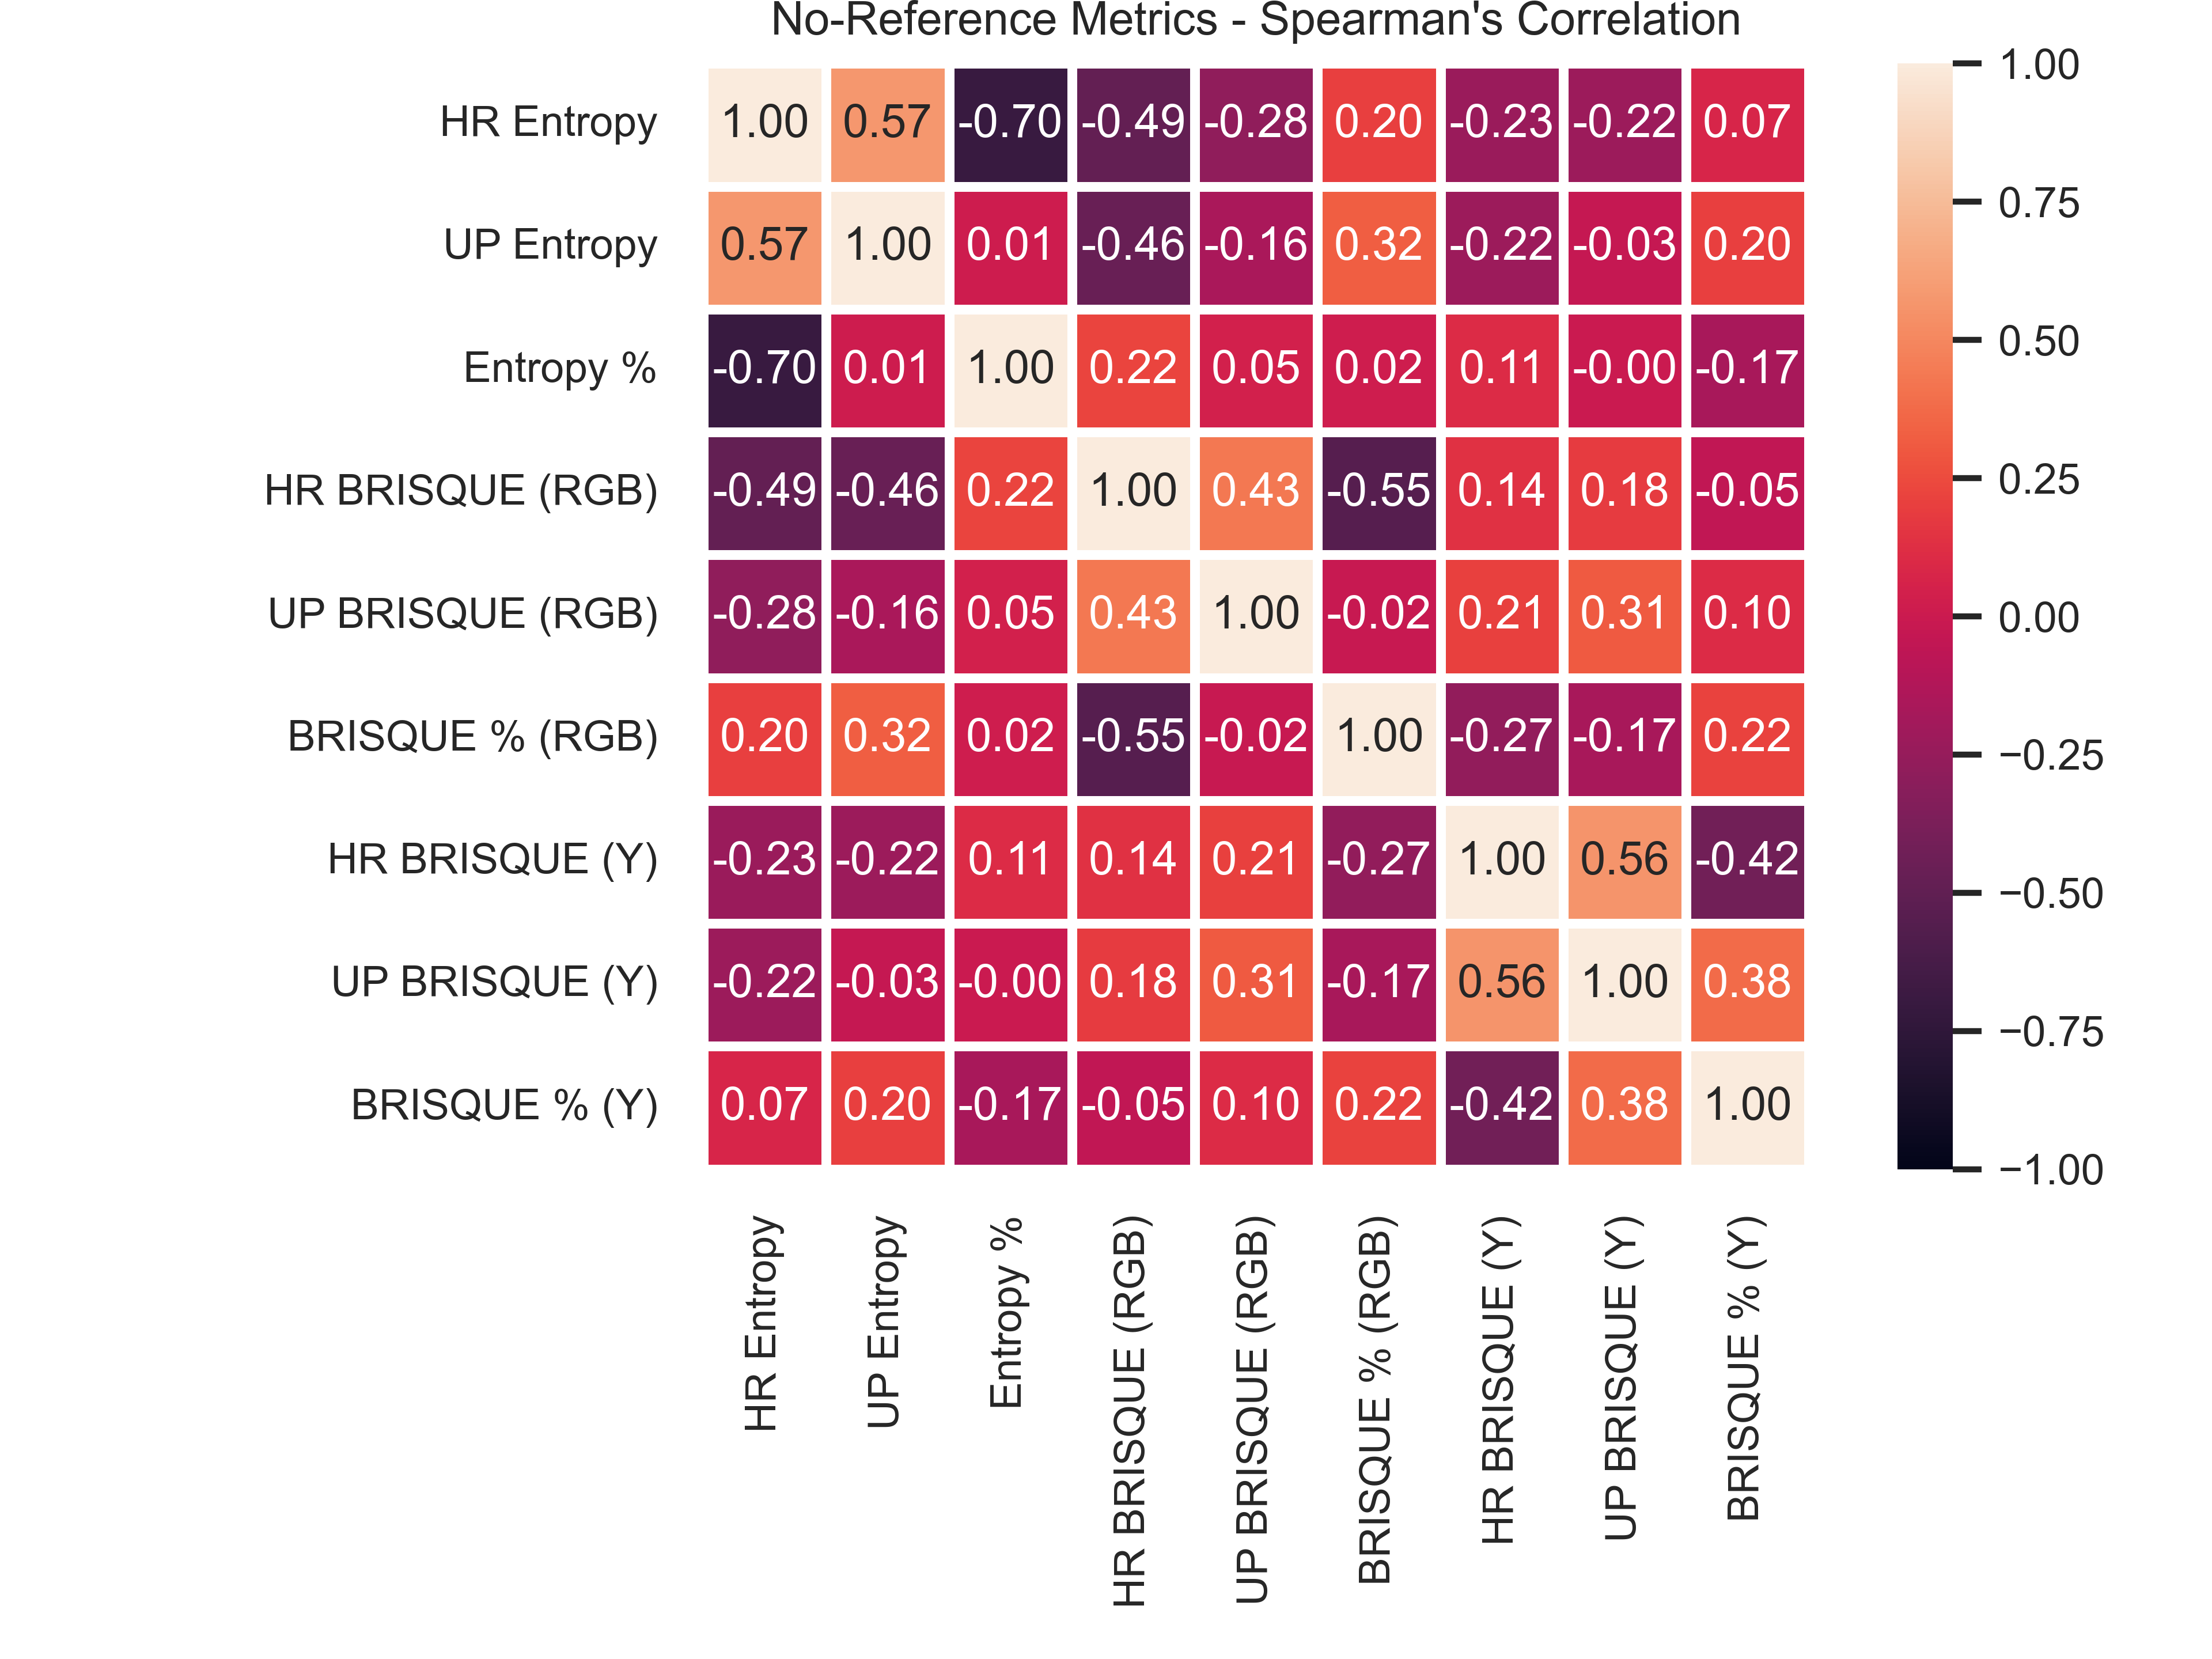 No-Reference Metrics - Spearman's Correlation
HR Entropy 1.00 0.57 -0.70 -0.49 -0.28 0.20 -0.23 -0.22 0.07
UP Entropy 0.57 1.00 0.01 -0.46 -0.16 0.32 -0.22 -0.03 0.20
Entropy % -0.70 0.01 1.00 0.22 0.05 0.02 0.11 -0.00 -0.17
HR BRISQUE (RGB) -0.49 -0.46 0.22 1.00 0.43 -0.55 0.14 0.18 -0.05
UP BRISQUE (RGB) -0.28 -0.16 0.05 0.43 1.00 -0.02 0.21 0.31 0.10
BRISQUE % (RGB) 0.20 0.32 0.02 -0.55 -0.02 1.00 -0.27 -0.17 0.22
HR BRISQUE (Y) -0.23 -0.22 0.11 0.14 0.21 -0.27 1.00 0.56 -0.42
UP BRISQUE (Y) -0.22 -0.03 -0.00 0.18 0.31 -0.17 0.56 1.00 0.38
BRISQUE % (Y) 0.07 0.20 -0.17 -0.05 0.10 0.22 -0.42 0.38 1.00
HR Entropy
UP Entropy
Entropy %
HR BRISQUE (RGB)
UP BRISQUE (RGB)
BRISQUE % (RGB)
HR BRISQUE (Y)
UP BRISQUE (Y)
BRISQUE % (Y)
1.00
0.75
0.50
0.25
0.00
−0.25
−0.50
−0.75
−1.00